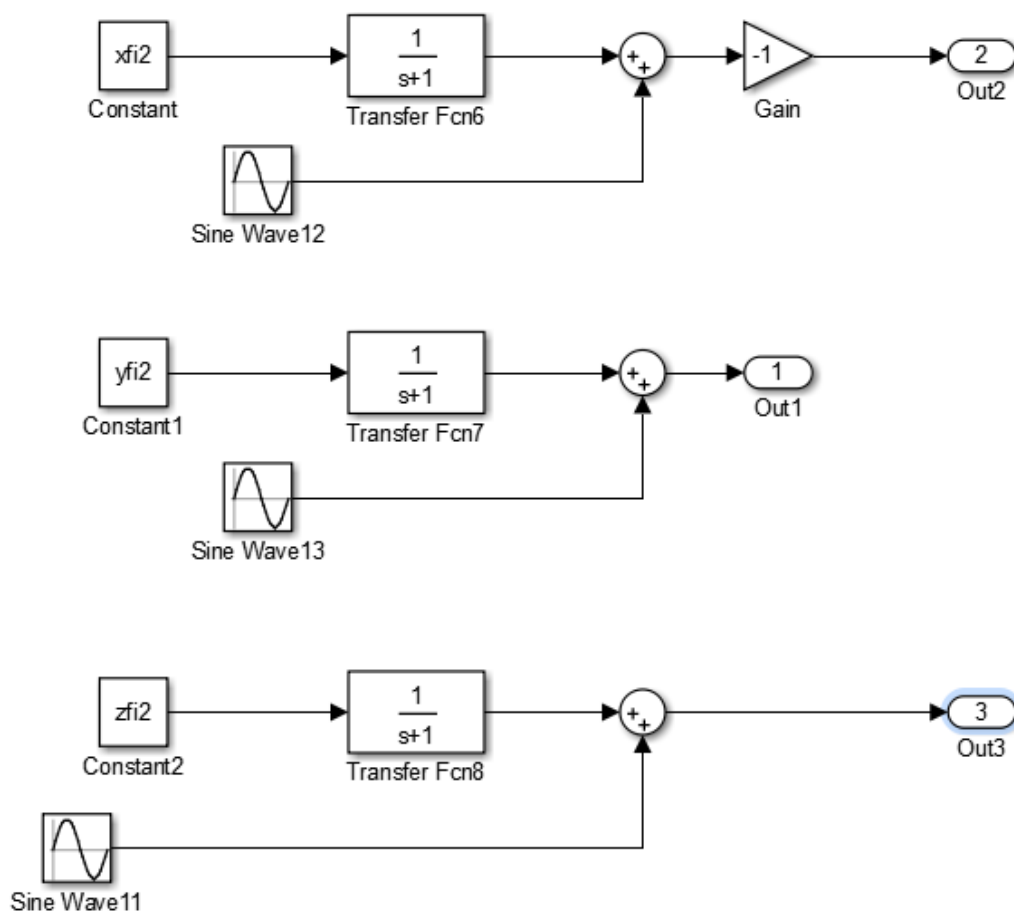 xfi2
Constant
1
s+1
Transfer Fcn6
+
+
-1
Gain
2
Out2
Sine Wave12
yfi2
Constant1
1
s+1
Transfer Fcn7
+
+
1
Out1
Sine Wave13
zfi2
Constant2
1
s+1
Transfer Fcn8
+
+
3
Out3
Sine Wave11